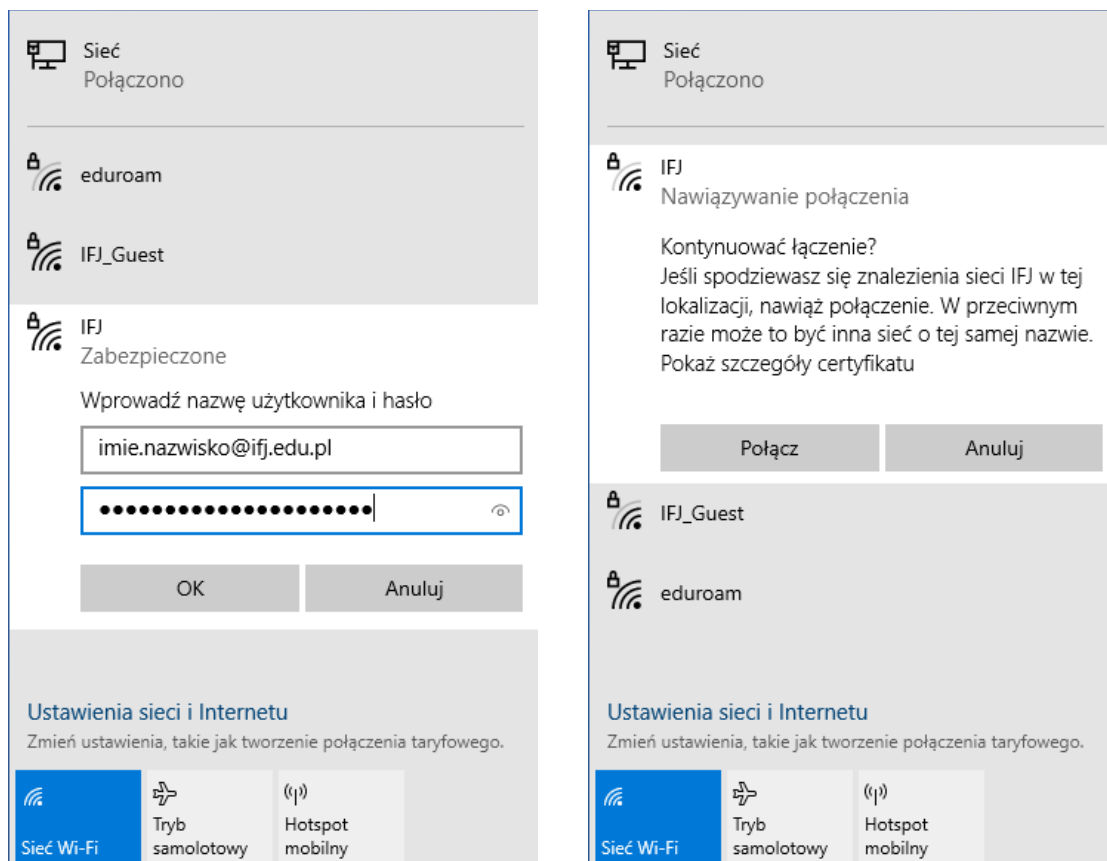 Sieć
Połączono
eduroam
IFJ_Guest
IFJ
Zabezpieczone
Wprowadź nazwę użytkownika i hasło
imie.nazwisko@ifj.edu.pl
●●●●●●●●●●●●●●●●●●●●●
OK Anuluj
Ustawienia sieci i Internetu
Zmień ustawienia, takie jak tworzenie połączenia taryfowego.
Sieć Wi-Fi
Tryb
samolotowy
Hotspot
mobilny
Sieć
Połączono
IFJ
Nawiązywanie połączenia
Kontynuować łączenie?
Jeśli spodziewasz się znalezienia sieci IFJ w tej
lokalizacji, nawiąż połączenie. W przeciwnym
razie może to być inna sieć o tej samej nazwie.
Pokaż szczegóły certyfikatu
Połącz Anuluj
IFJ_Guest
eduroam
Ustawienia sieci i Internetu
Zmień ustawienia, takie jak tworzenie połączenia taryfowego.
Sieć Wi-Fi
Tryb
samolotowy
Hotspot
mobilny